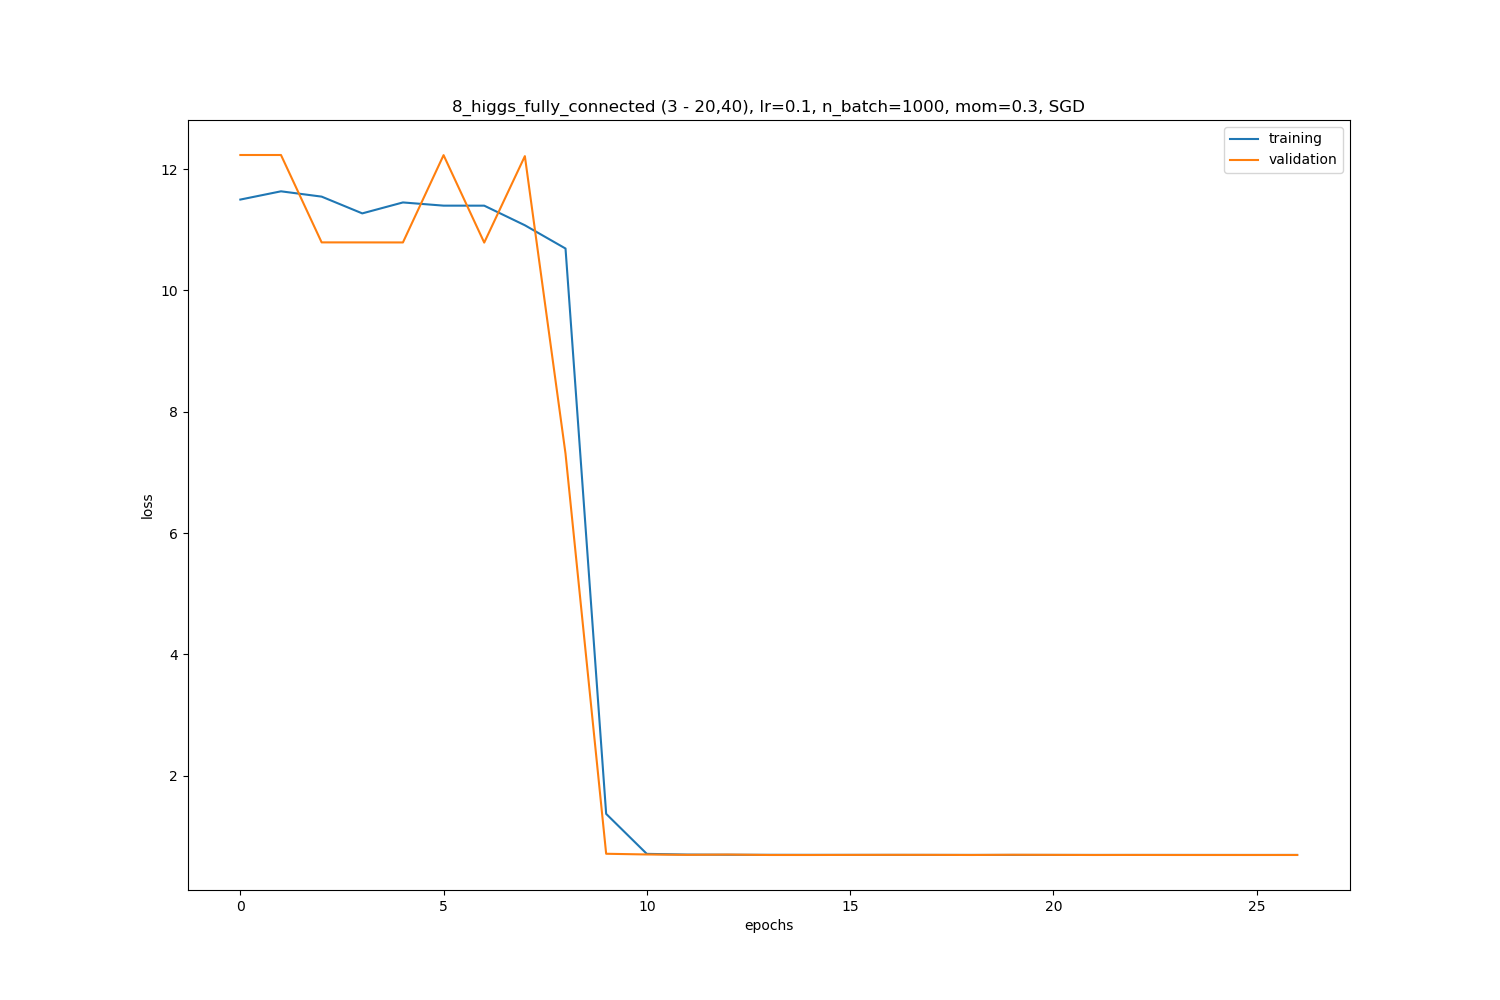 8_higgs_fully_connected (3 - 20,40), lr=0.1, n_batch=1000, mom=0.3, SGD
training
validation
12
10
8
6
4
2
loss
0 5 10 15 20 25
epochs